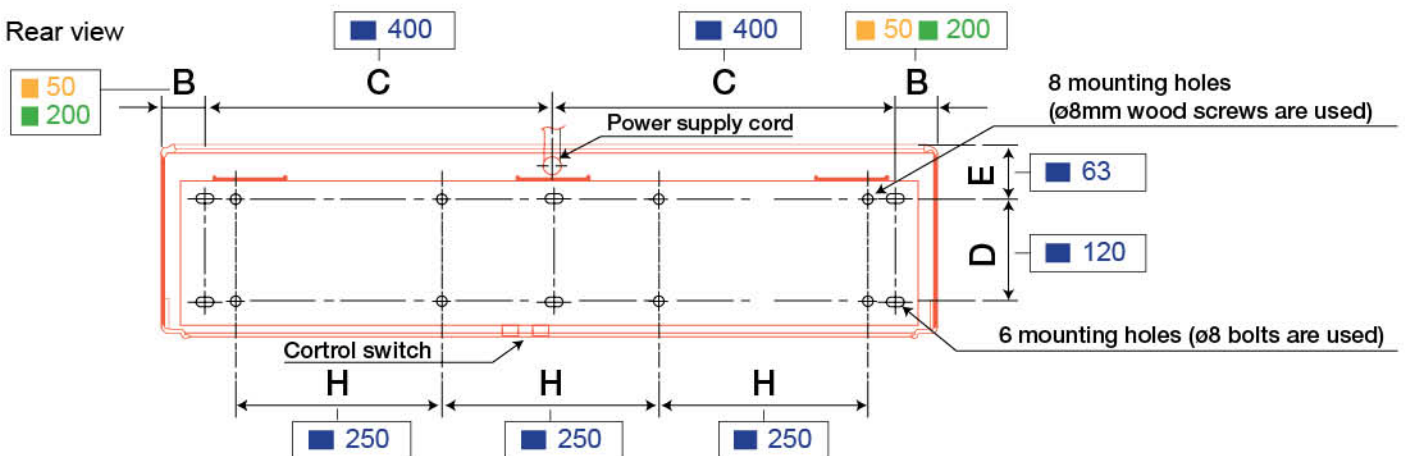 Rear view
400
400
50 200
50
200
B
C
C
B
8 mounting holes
(ø8mm wood screws are used)
Power supply cord
E
63
D
120
6 mounting holes (ø8 bolts are used)
Cortrol switch
H
H
H
250
250
250